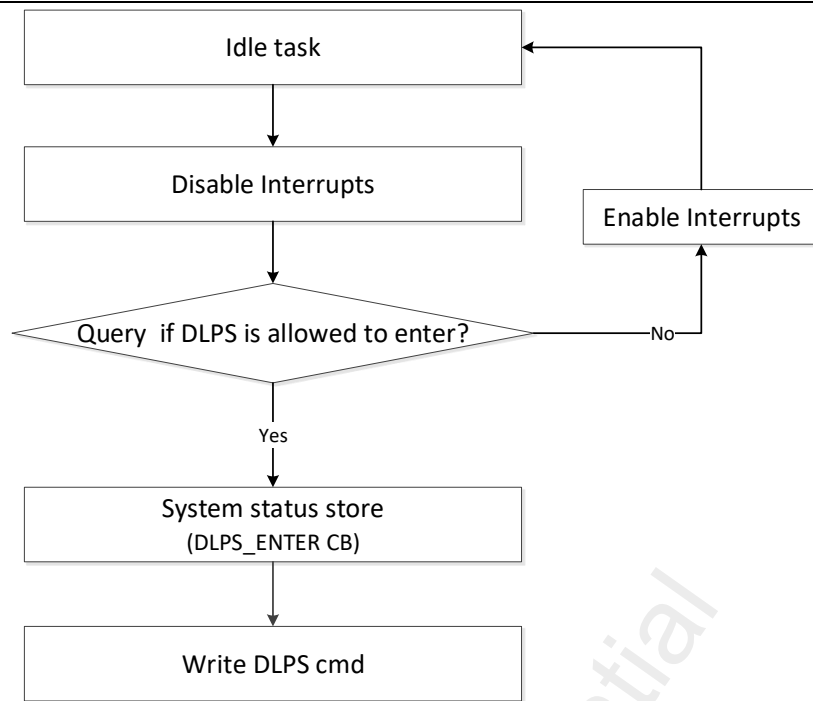 Idle task
Disable Interrupts
Enable Interrupts
Query if DLPS is allowed to enter?
No
Yes
System status store
(DLPS_ENTER CB)
Write DLPS cmd